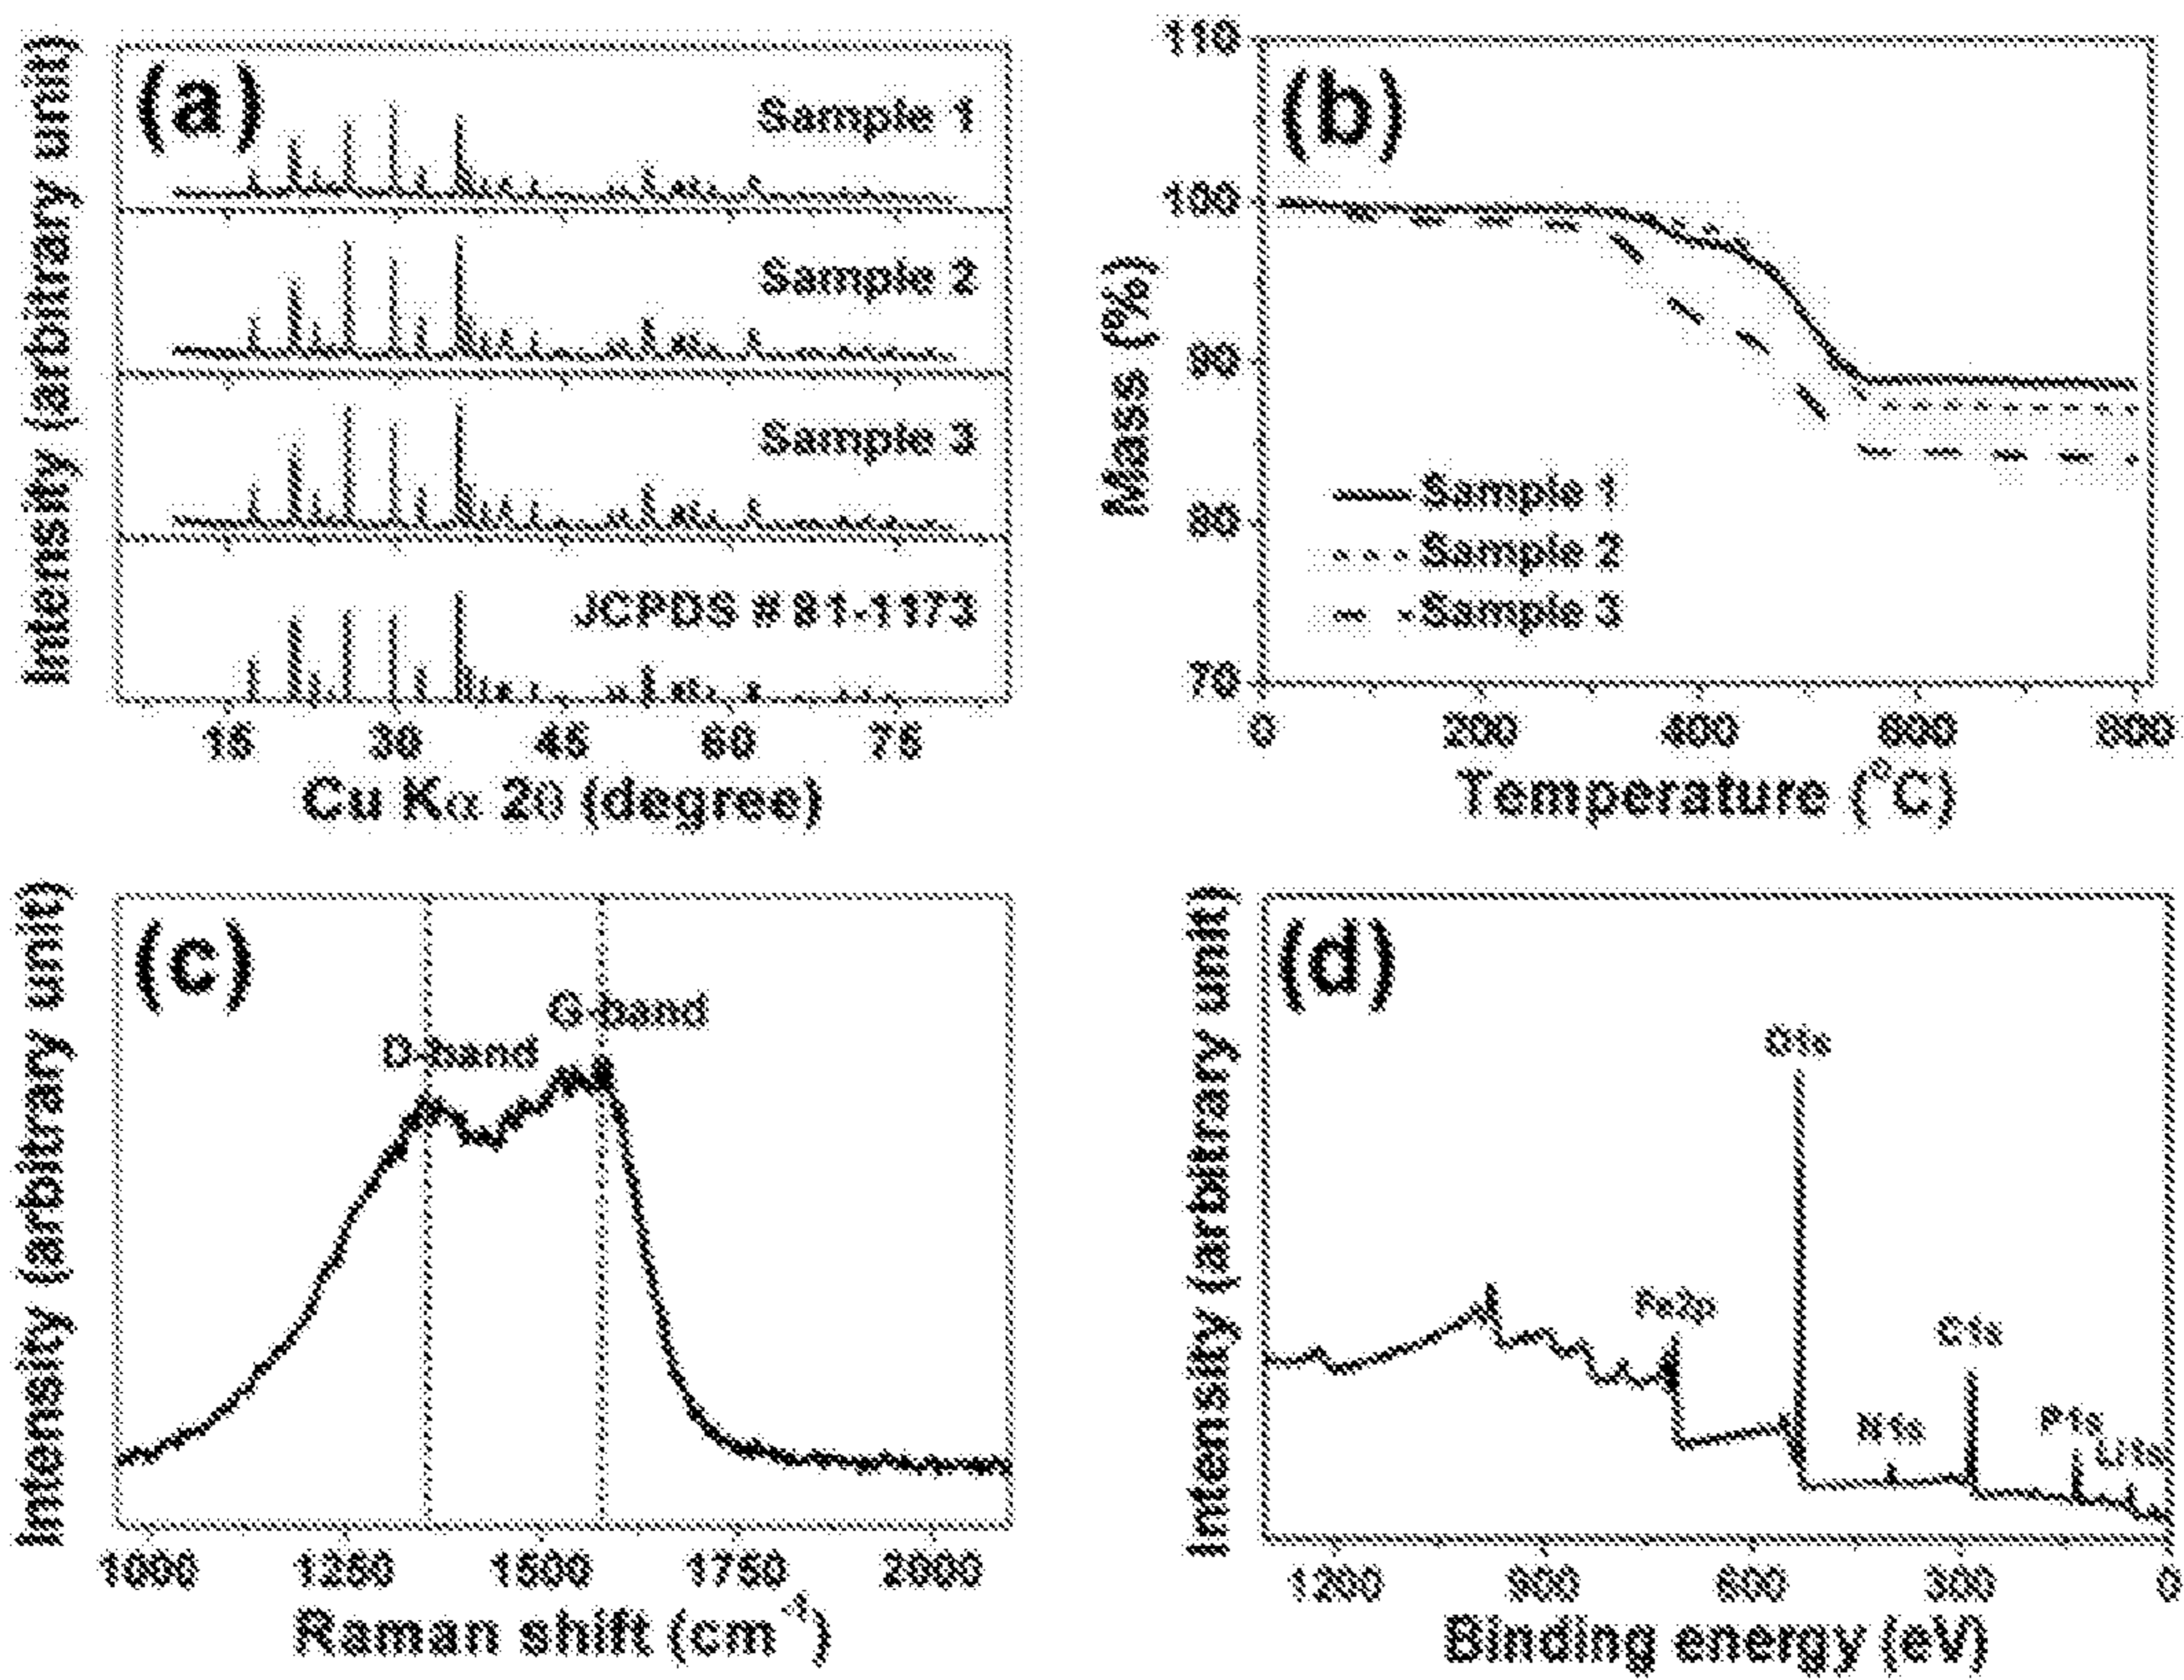 (a)
Sample 1
Sample 2
Sample 3
JCPDS # 81-1173
Intensity (arbitrary unit)
15 30 45 60 75
Cu Kα 2θ (degree)
(b)
110
100
90
80
70
Mass (%)
Sample 1
Sample 2
Sample 3
0 200 400 600 800
Temperature (°C)
(c)
G-band
D-band
Intensity (arbitrary unit)
1000 1250 1500 1750 2000
Raman shift (cm⁻¹)
(d)
O1s
Fe2p
C1s
N1s
P1s
Li1s
Intensity (arbitrary unit)
1200 900 600 300 0
Binding energy (eV)